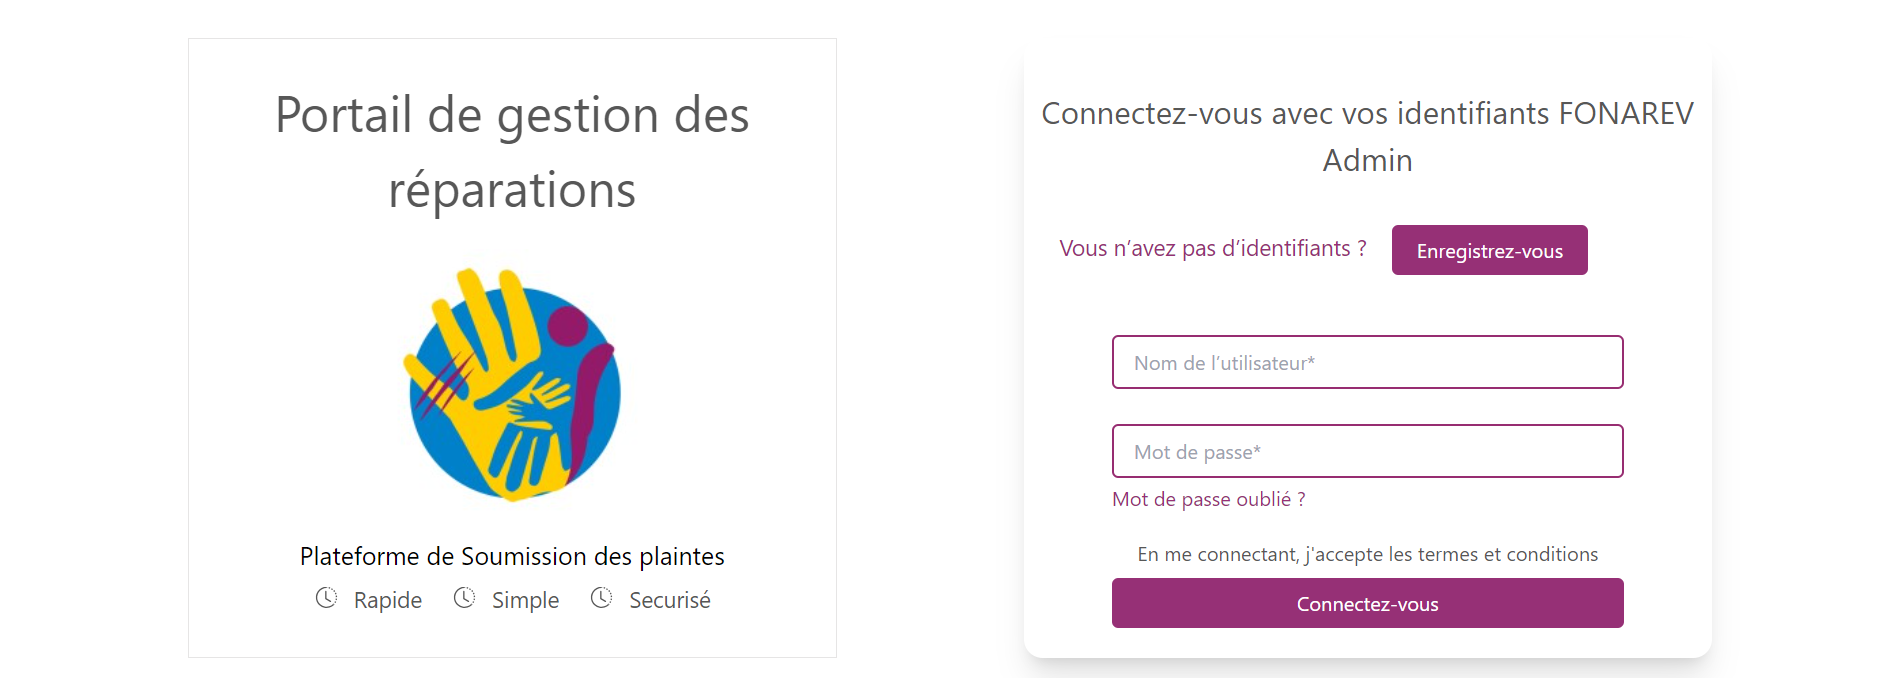 Portail de gestion des
réparations
Plateforme de Soumission des plaintes
Rapide Simple Securisé
Connectez-vous avec vos identifiants FONAREV
Admin
Vous n’avez pas d’identifiants ? Enregistrez-vous
Nom de l’utilisateur*
Mot de passe*
Mot de passe oublié ?
En me connectant, j'accepte les termes et conditions
Connectez-vous